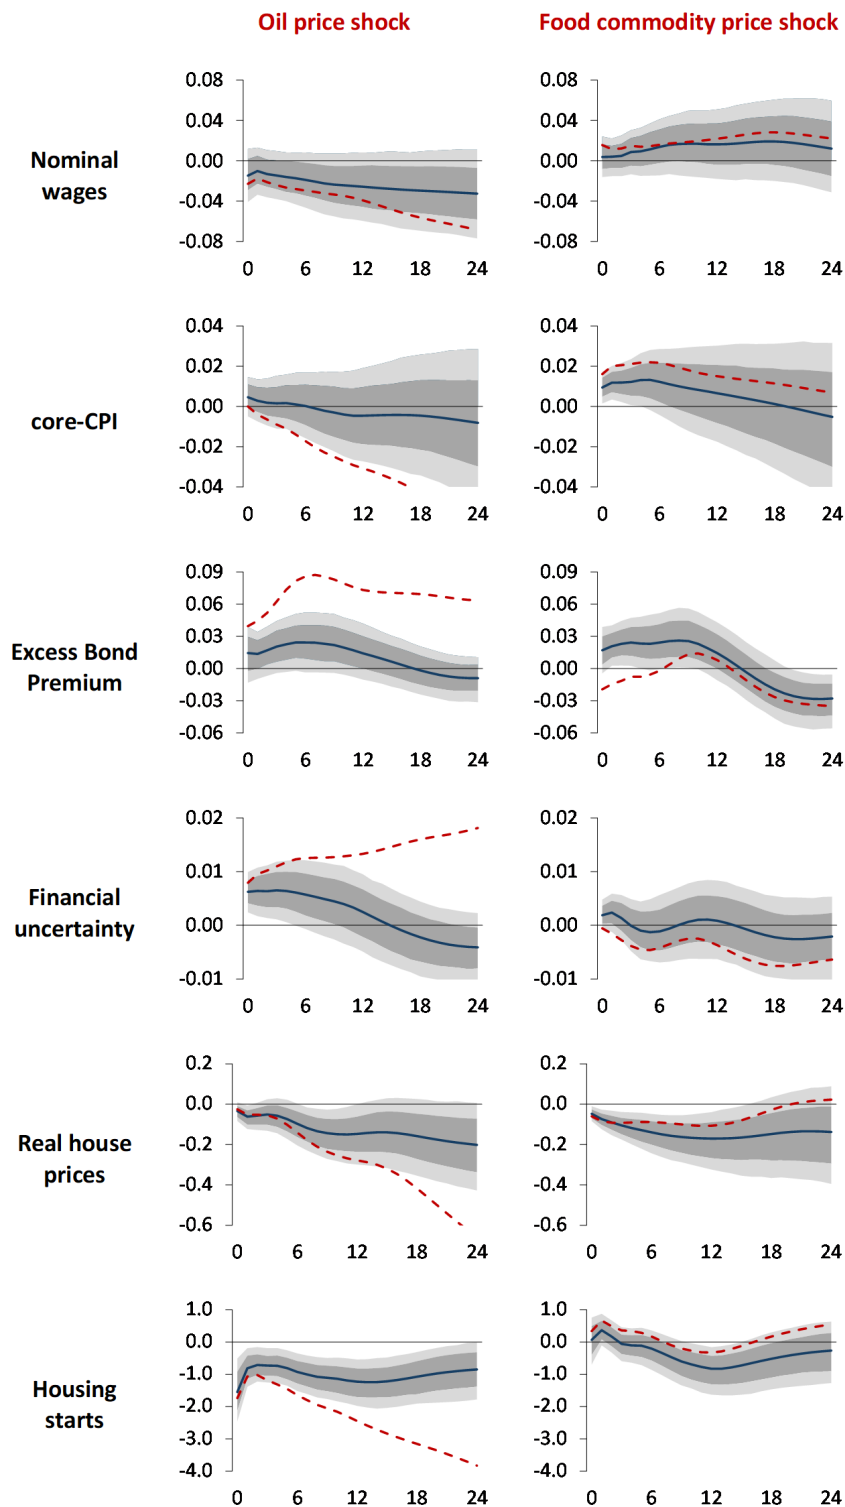 Oil price shock Food commodity price shock
0.08 0.08
0.04 0.04
Nominal 0.00 0.00
wages
-0.04 -0.04
-0.08 -0.08
0 6 12 18 24 0 6 12 18 24
0.04 0.04
0.02 0.02
core-CPI 0.00 0.00
-0.02 -0.02
-0.04 -0.04
0 6 12 18 24 0 6 12 18 24
0.09 0.09
0.06 0.06
0.03 0.03
Excess Bond
Premium 0.00 0.00
-0.03 -0.03
-0.06 -0.06
0 6 12 18 24 0 6 12 18 24
0.02 0.02
0.01 0.01
Financial
uncertainty 0.00 0.00
-0.01 -0.01
0 6 12 18 24 0 6 12 18 24
0.2 0.2
0.0 0.0
Real house -0.2 -0.2
prices
-0.4 -0.4
-0.6 -0.6
0 6 12 18 24 0 6 12 18 24
1.0 1.0
0.0 0.0
-1.0 -1.0
Housing
starts -2.0 -2.0
-3.0 -3.0
-4.0 -4.0
0 6 12 18 24 0 6 12 18 24